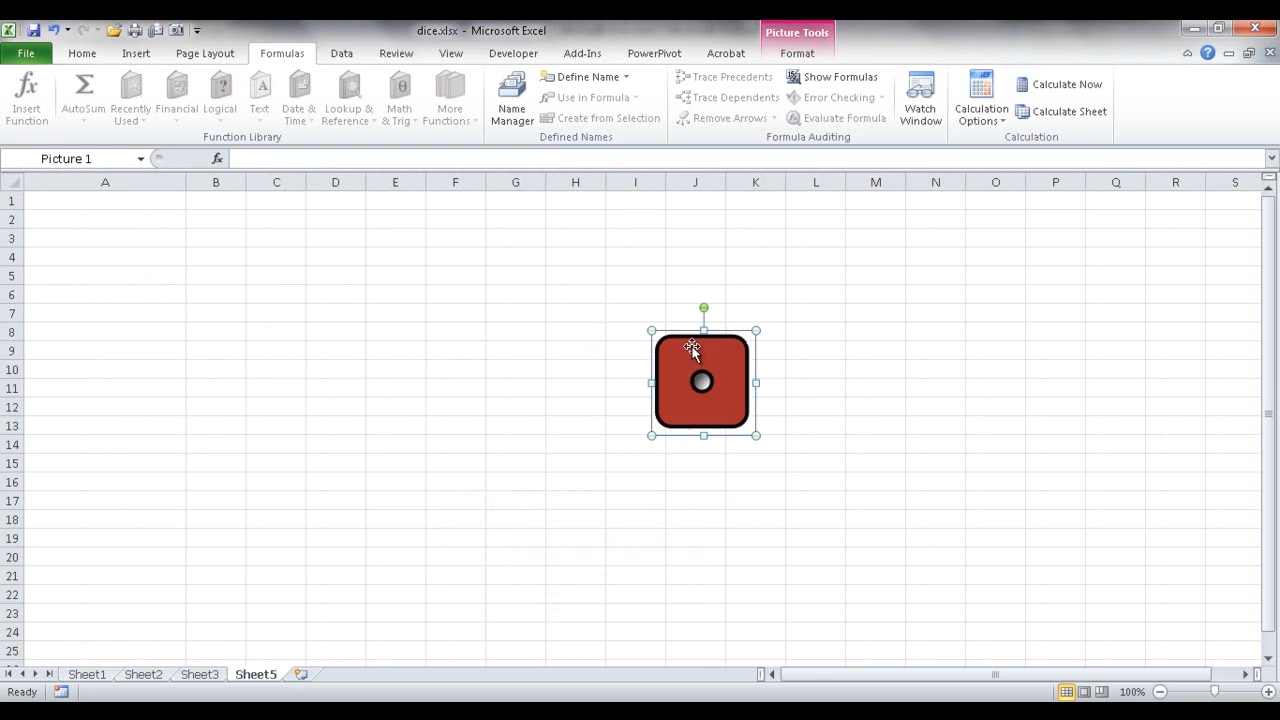 dice.xlsx - Microsoft Excel
Picture Tools
File Home Insert Page Layout Formulas Data Review View Developer Add-Ins PowerPivot Acrobat Format
fx Σ ? A θ
Insert Function
AutoSum
Recently Used
Financial
Logical
Text
Date & Time
Lookup & Reference
Math & Trig
More Functions
Function Library
Name Manager
Define Name
Use in Formula
Create from Selection
Defined Names
Trace Precedents
Trace Dependents
Remove Arrows
Show Formulas
Error Checking
Evaluate Formula
Formula Auditing
Watch Window
Calculation Options
Calculate Now
Calculate Sheet
Calculation
Picture 1 fx
A B C D E F G H I J K L M N O P Q R S
1
2
3
4
5
6
7
8
9
10
11
12
13
14
15
16
17
18
19
20
21
22
23
24
25
Sheet1 Sheet2 Sheet3 Sheet5
Ready 100%